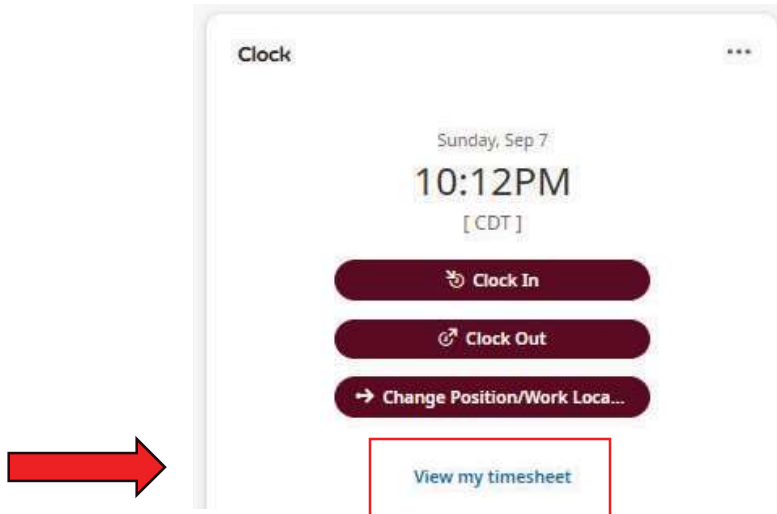 Clock
Sunday, Sep 7
10:12PM
[ CDT ]
Clock In
Clock Out
Change Position/Work Loca...
View my timesheet